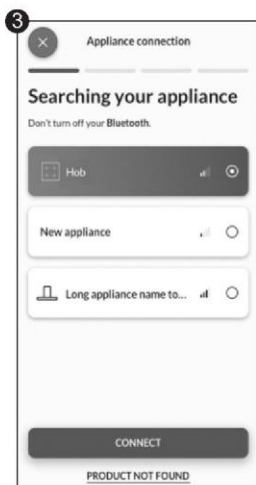 3
Appliance connection
Searching your appliance
Don't turn off your Bluetooth.
Hob
New appliance
Long appliance name to...
CONNECT
PRODUCT NOT FOUND